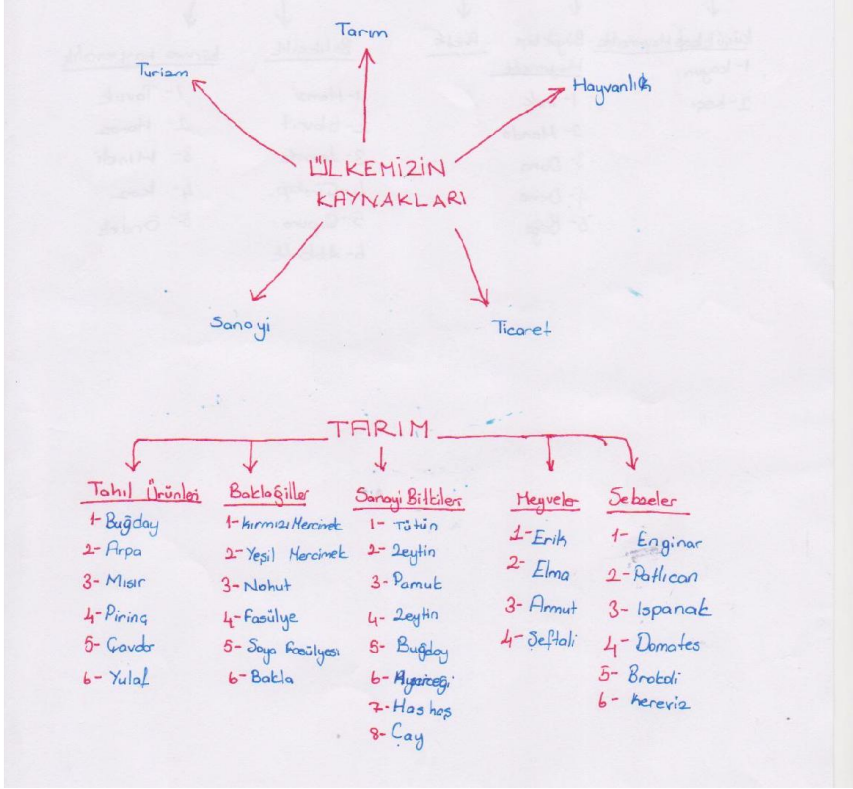 Tarım
Turizm
Hayvanlık
ÜLKEMİZİN
KAYNAKLARI
Sanayi
Ticaret
TARIM
Tahıl Ürünleri
1- Buğday
2- Arpa
3- Mısır
4- Pirinç
5- Çavdar
6- Yulaf
Baklağiller
1- Kırmızı Mercimek
2- Yeşil Mercimek
3- Nohut
4- Fasülye
5- Soya Fasülyesi
6- Bakla
Sanayi Bitkileri
1- Tütün
2- Zeytin
3- Pamuk
4- Zeytin
5- Buğday
6- Ayçiçeği
7- Haşhaş
8- Çay
Meyveler
1- Erik
2- Elma
3- Armut
4- Şeftali
Sebzeler
1- Enginar
2- Patlıcan
3- Ispanak
4- Domates
5- Brokoli
6- Kereviz